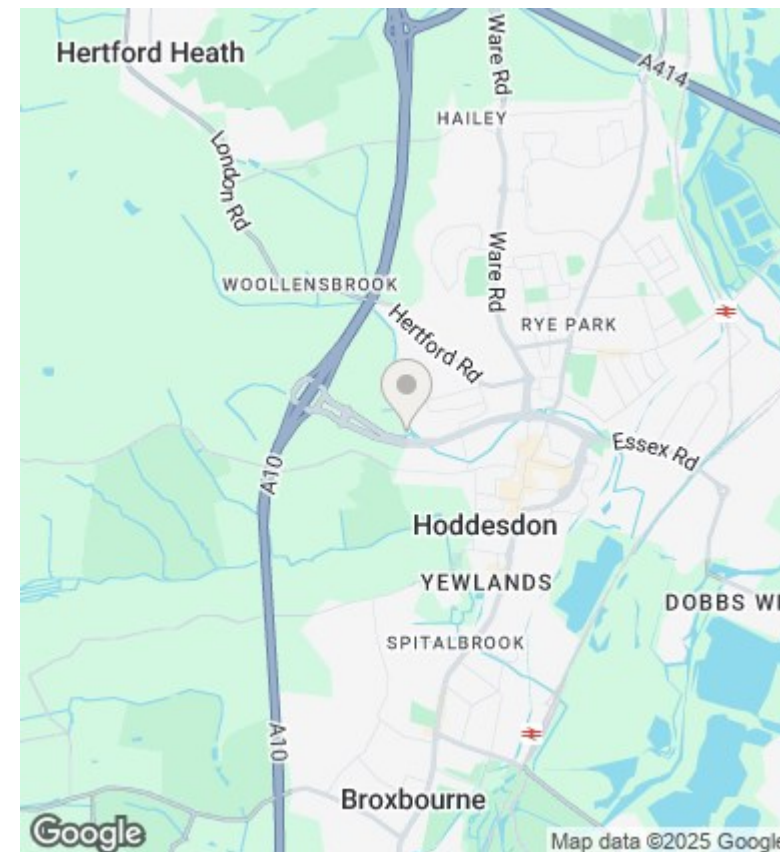 Hertford Heath
Ware Rd
A414
HAILEY
London Rd
Ware Rd
WOOLLENSBROOK
Hertford Rd
RYE PARK
A10
Essex Rd
Hoddesdon
YEWLANDS
DOBBS WE
SPITALBROOK
A10
Broxbourne
Google
Map data ©2025 Google